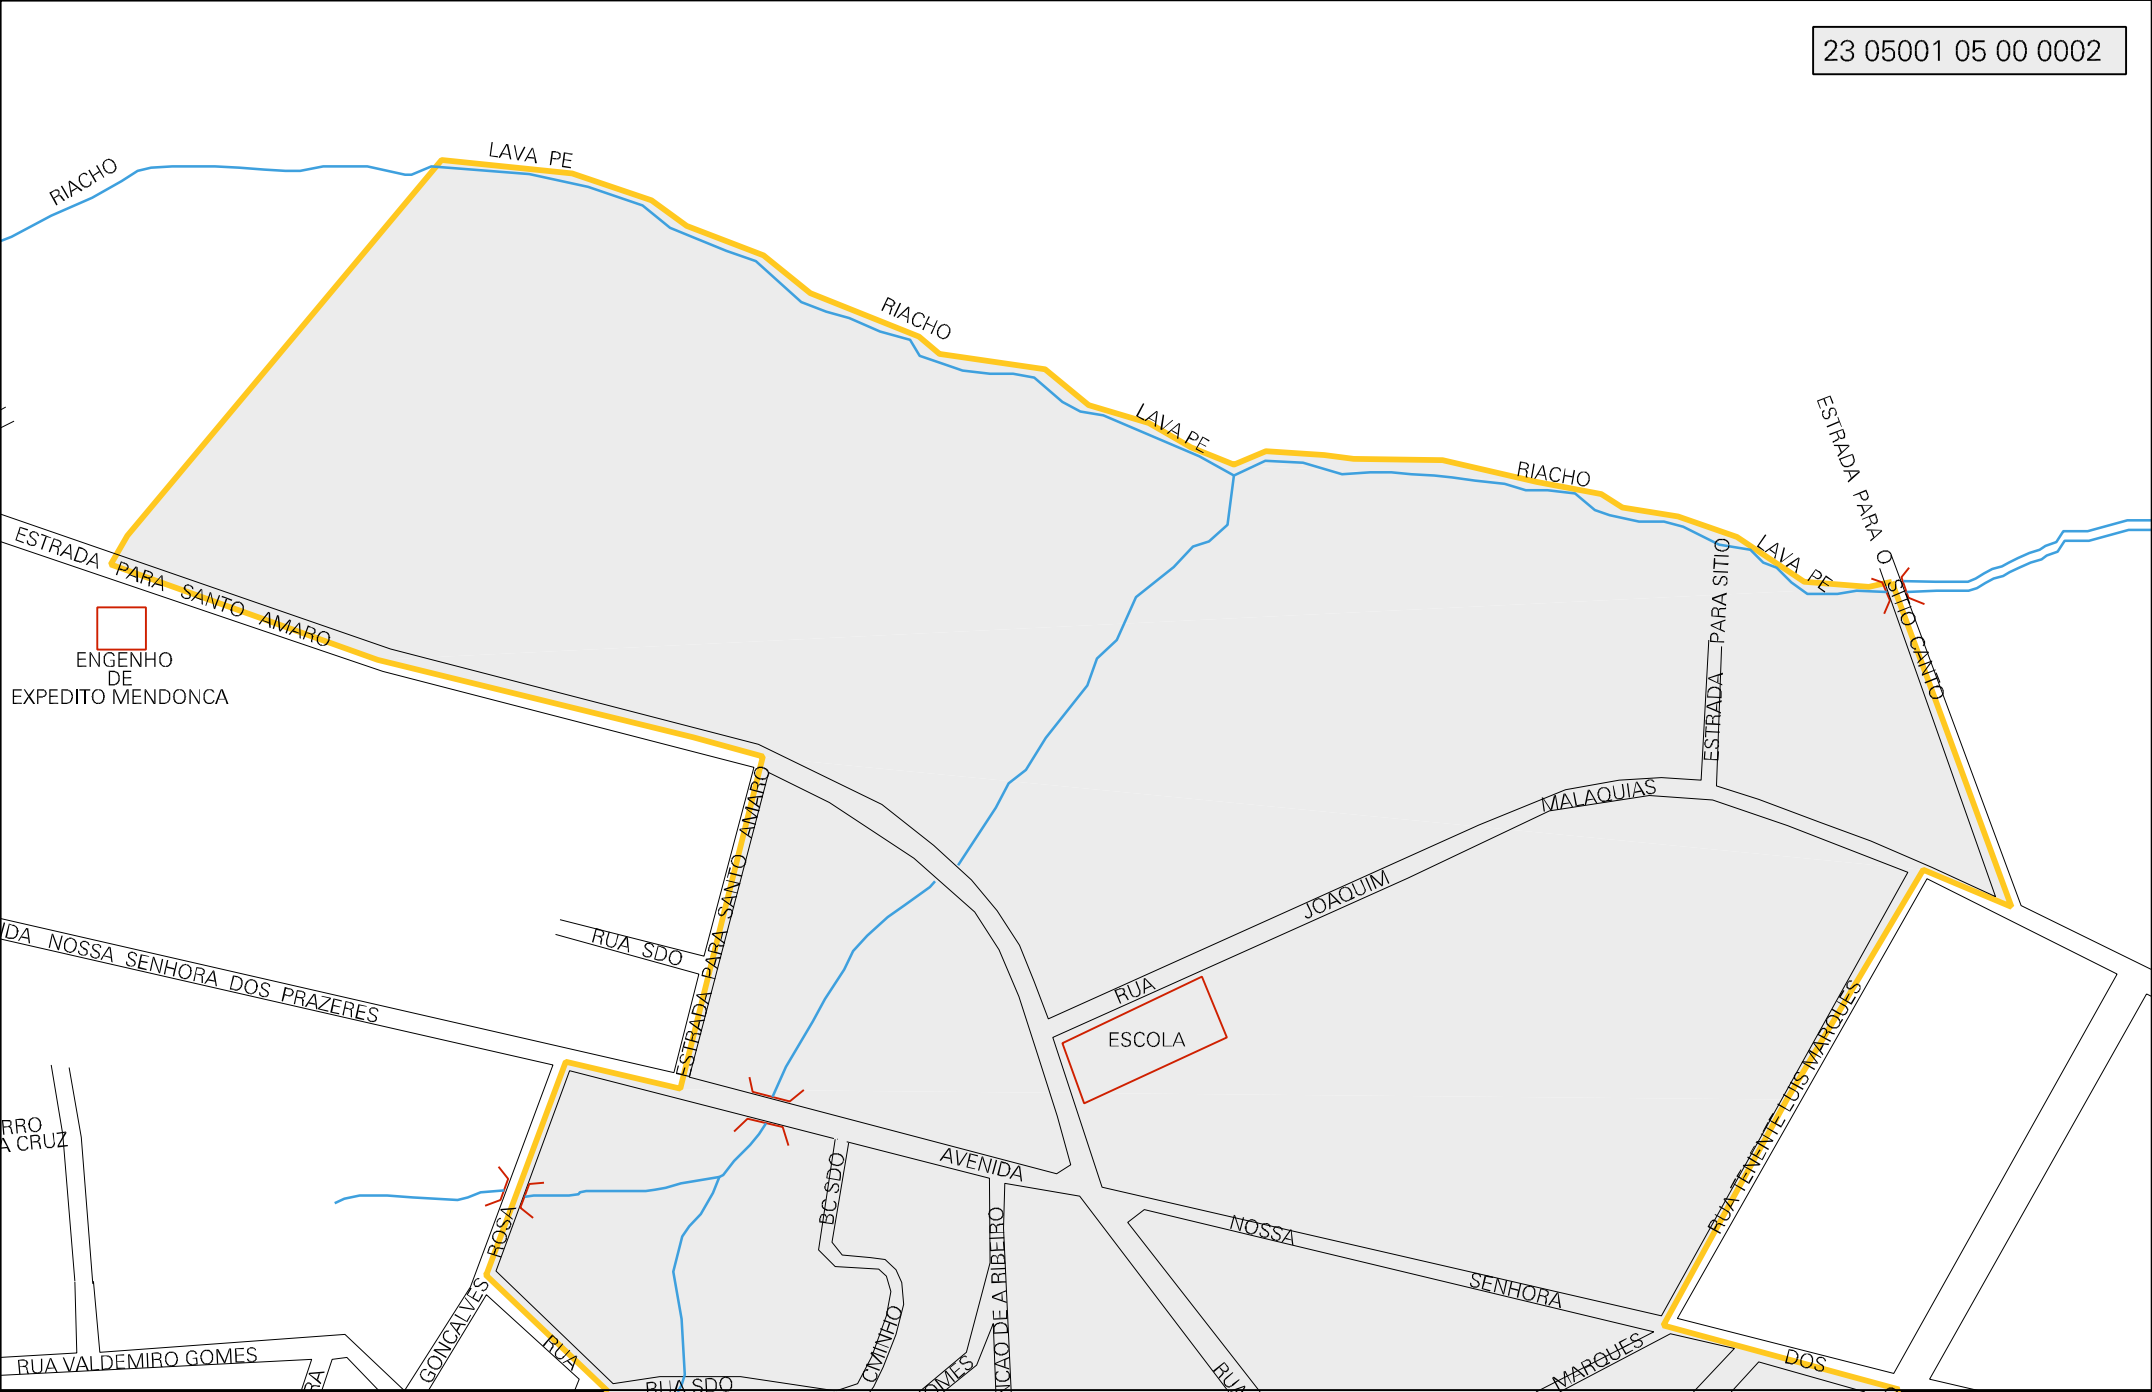 23 05001 05 00 0002
RIACHO
LAVA PE
RIACHO
LAVA PE
RIACHO
LAVA PE
ESTRADA PARA O SITIO CANTO
ESTRADA PARA SITIO
ESTRADA PARA SANTO AMARO
ENGENHO
DE
EXPEDITO MENDONCA
ESTRADA PARA SANTO AMARO
RUA JOAQUIM MALAQUIAS
RUA SDO
NOSSA SENHORA DOS PRAZERES
ESCOLA
RUA TENENTE LUIS MARQUES
AVENIDA NOSSA SENHORA DOS
BC SDO
ROSA
GONCALVES
RUA
RUA VALDEMIRO GOMES
CMINHO
RUA SDO
DE A RIBEIRO
RUA
MARQUES